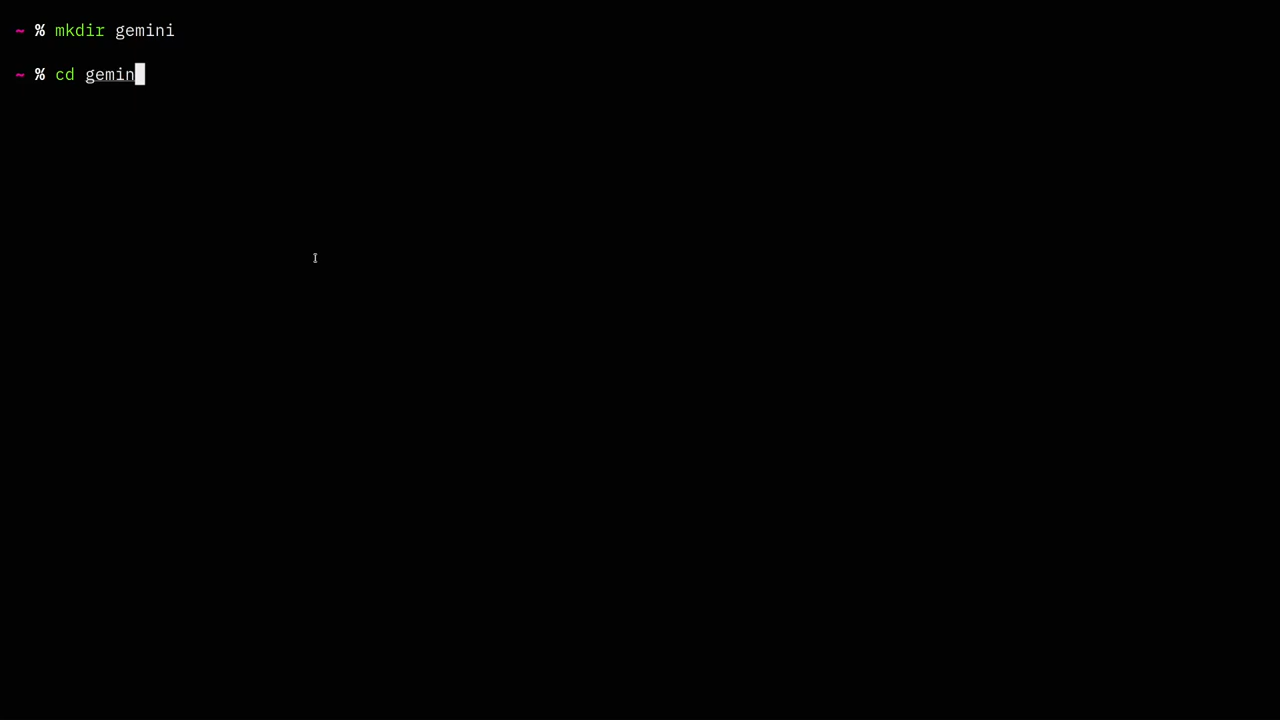 ~ % mkdir gemini
~ % cd gemin